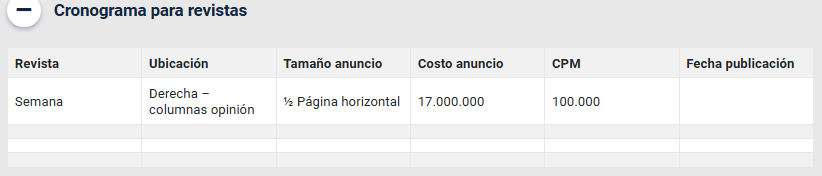 Cronograma para revistas
Revista Ubicación Tamaño anuncio Costo anuncio CPM Fecha publicación
Semana Derecha – columnas opinión ½ Página horizontal 17.000.000 100.000